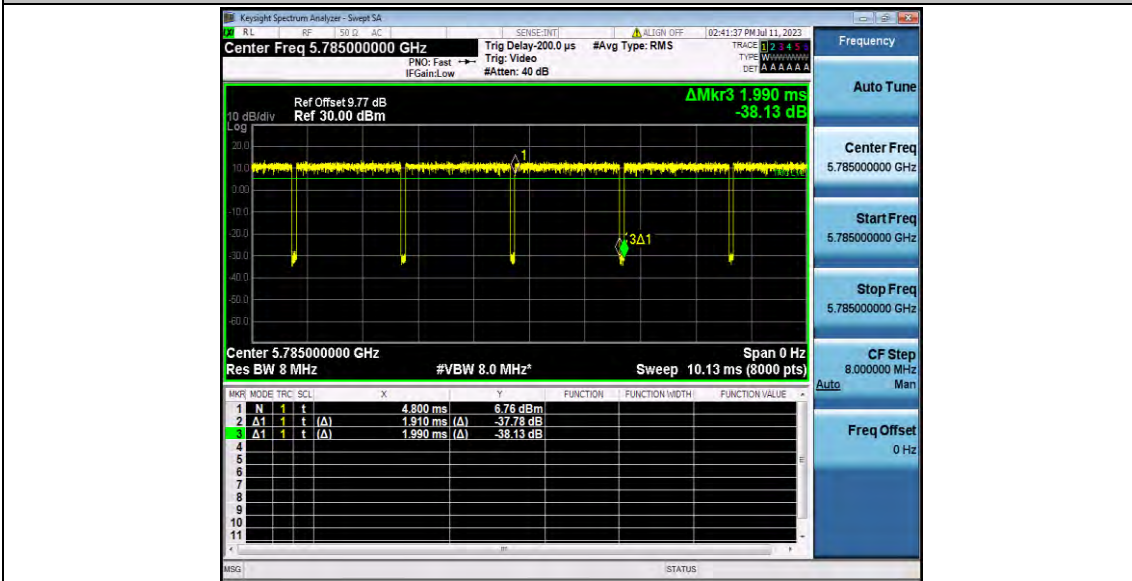 Keysight Spectrum Analyzer - Swept SA
RL RF 50 Ω AC SENSE:INT ALIGN OFF 02:41:37 PM Jul 11, 2023
Center Freq 5.785000000 GHz
PNO: Fast
IFGain:Low
Trig Delay-200.0 µs
Trig: Video
#Atten: 40 dB
#Avg Type: RMS
TRACE 1 2 3 4 5 6
TYPE WWWWWW
DET A A A A A A
Frequency
Auto Tune
Center Freq
5.785000000 GHz
Start Freq
5.785000000 GHz
Stop Freq
5.785000000 GHz
CF Step
8.000000 MHz
Auto Man
Freq Offset
0 Hz
ΔMkr3 1.990 ms
-38.13 dB
Ref Offset 9.77 dB
10 dB/div Ref 30.00 dBm
Log
20.0
10.0
0.00
-10.0
-20.0
-30.0
-40.0
-50.0
-60.0
1
3Δ1
Center 5.785000000 GHz Span 0 Hz
Res BW 8 MHz #VBW 8.0 MHz* Sweep 10.13 ms (8000 pts)
MKR MODE TRC SCL X Y FUNCTION FUNCTION WIDTH FUNCTION VALUE
1 N 1 t 4.800 ms 6.76 dBm
2 Δ1 1 t (Δ) 1.910 ms (Δ) -37.78 dB
3 Δ1 1 t (Δ) 1.990 ms (Δ) -38.13 dB
4
5
6
7
8
9
10
11
MSG STATUS